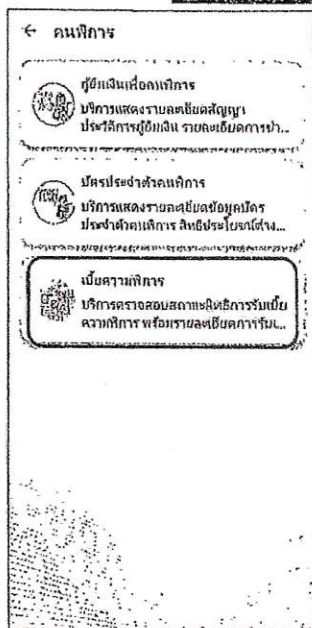 ← คนพิการ
กู้ยืมเงินเพื่อคนพิการ
บริการแสดงรายละเอียดสัญญา
ประวัติการกู้ยืมเงิน รายละเอียดการชำ...
บัตรประจำตัวคนพิการ
บริการแสดงรายละเอียดข้อมูลบัตร
ประจำตัวคนพิการ สิทธิประโยชน์ต่าง...
เบี้ยความพิการ
บริการตรวจสอบสถานะสิทธิการรับเบี้ย
ความพิการ พร้อมรายละเอียดการรับเ...